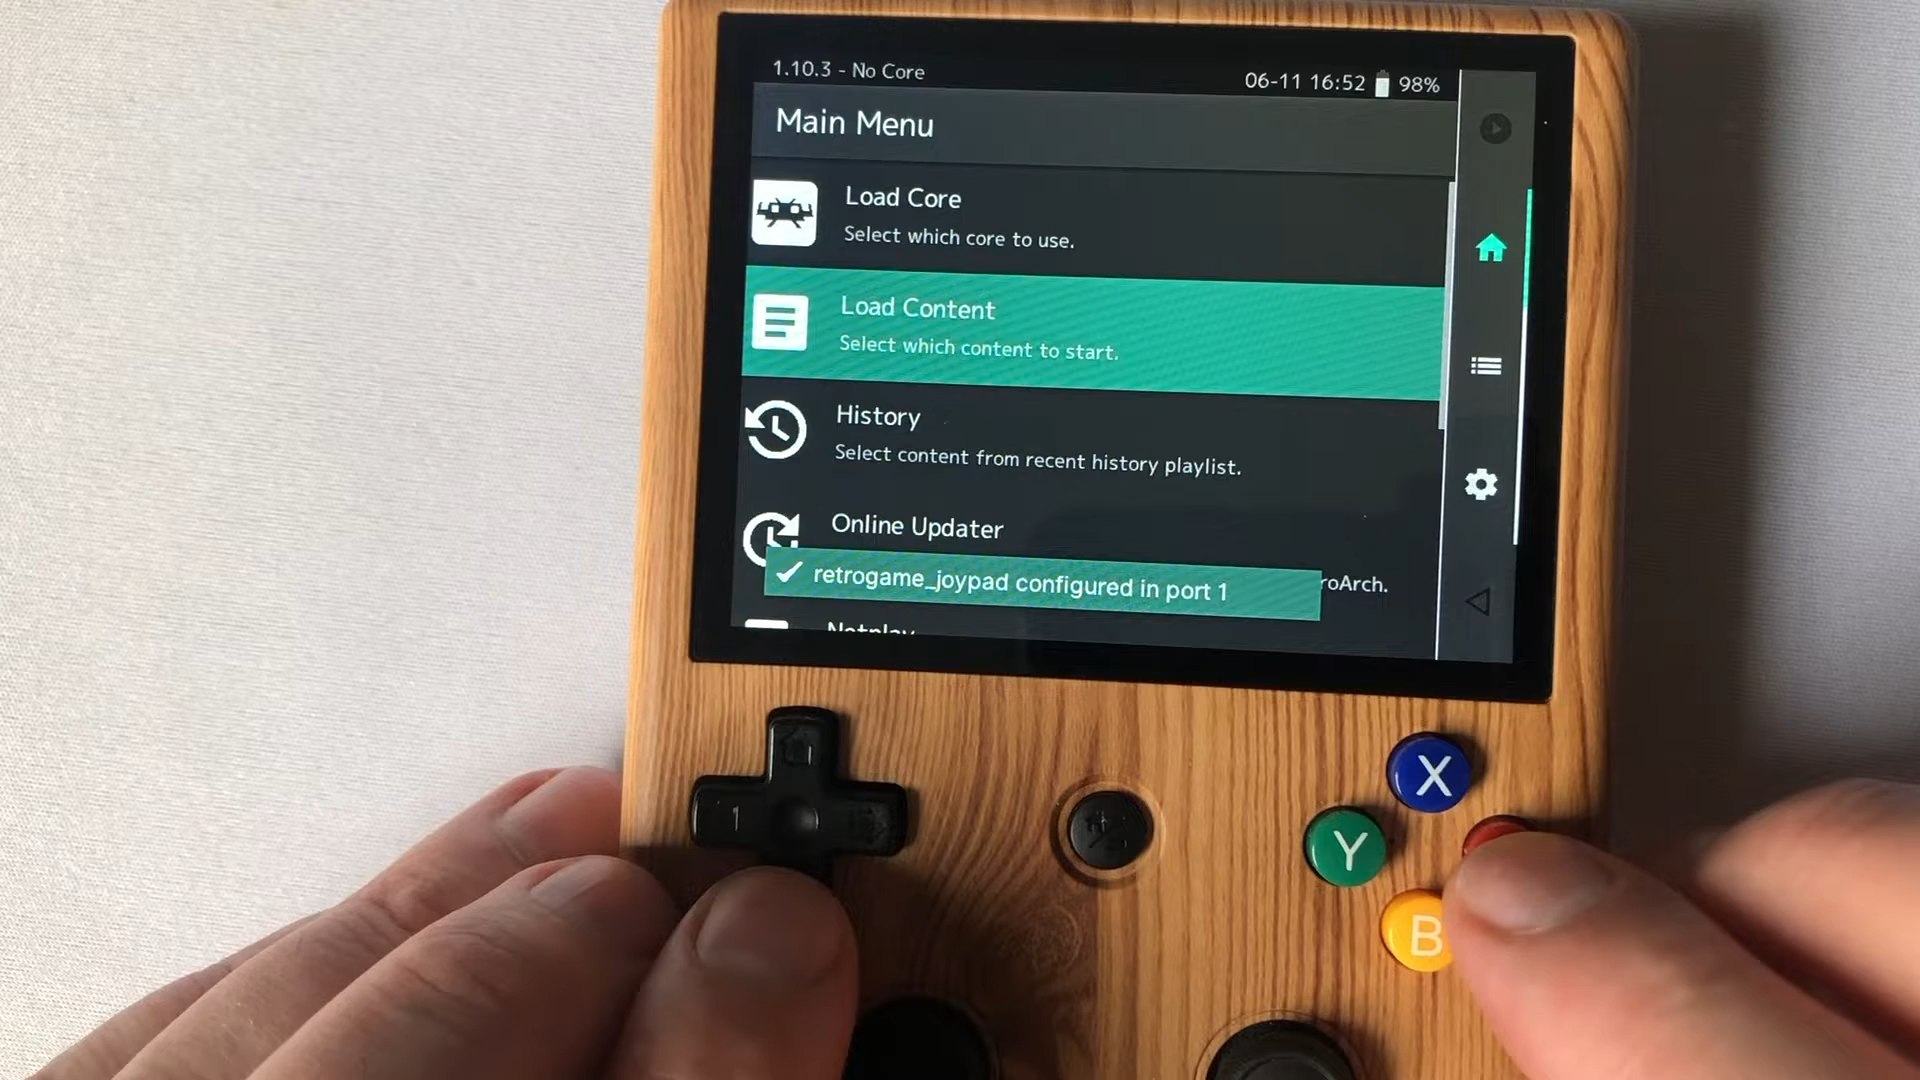 1.10.3 - No Core
06-11 16:52 98%
Main Menu
Load Core
Select which core to use.
Load Content
Select which content to start.
History
Select content from recent history playlist.
Online Updater
roArch.
retrogame_joypad configured in port 1
Netplay
X
Y
B